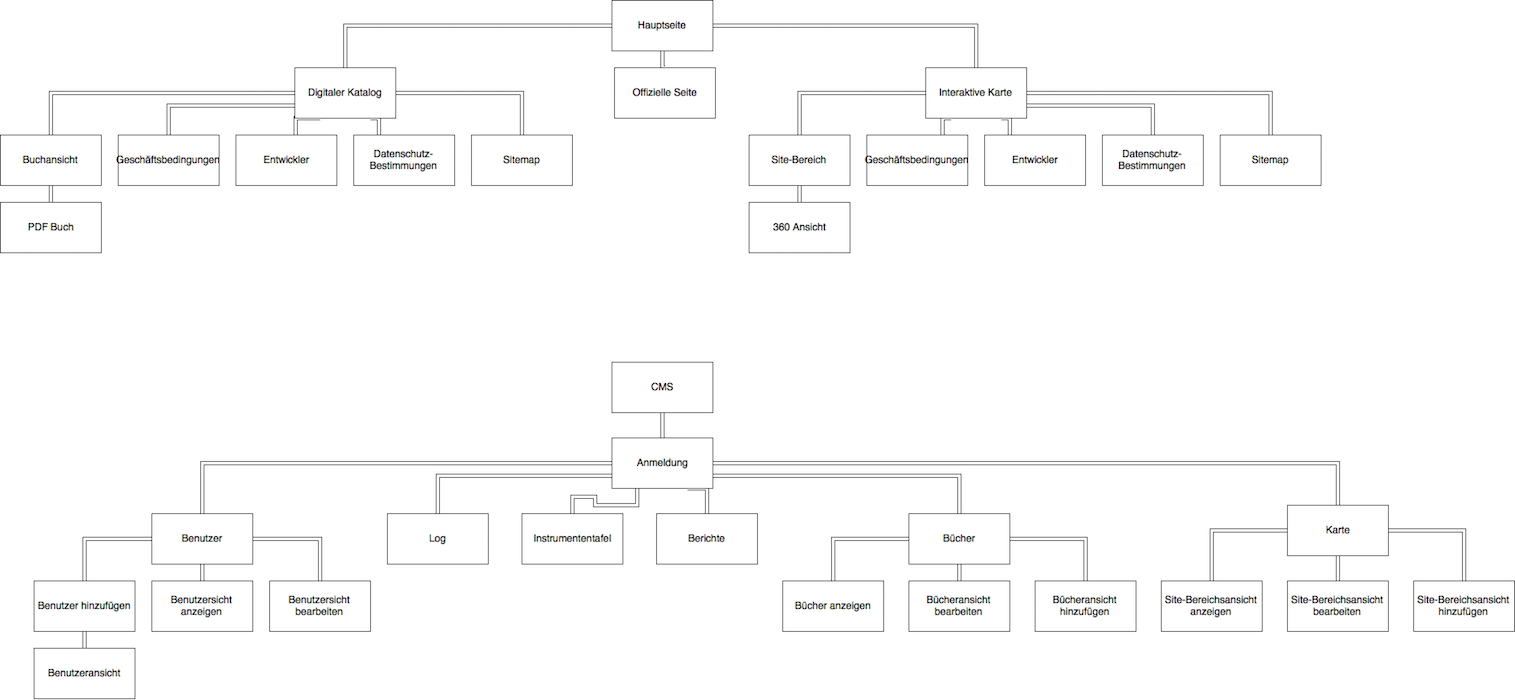 Hauptseite
Digitaler Katalog
Offizielle Seite
Interaktive Karte
Buchansicht
Geschäftsbedingungen
Entwickler
Datenschutz-
Bestimmungen
Sitemap
Site-Bereich
Geschäftsbedingungen
Entwickler
Datenschutz-
Bestimmungen
Sitemap
PDF Buch
360 Ansicht
CMS
Anmeldung
Benutzer
Log
Instrumententafel
Berichte
Bücher
Karte
Benutzer hinzufügen
Benutzersicht
anzeigen
Benutzersicht
bearbeiten
Bücher anzeigen
Bücheransicht
bearbeiten
Bücheransicht
hinzufügen
Site-Bereichsansicht
anzeigen
Site-Bereichsansicht
bearbeiten
Site-Bereichsansicht
hinzufügen
Benutzeransicht